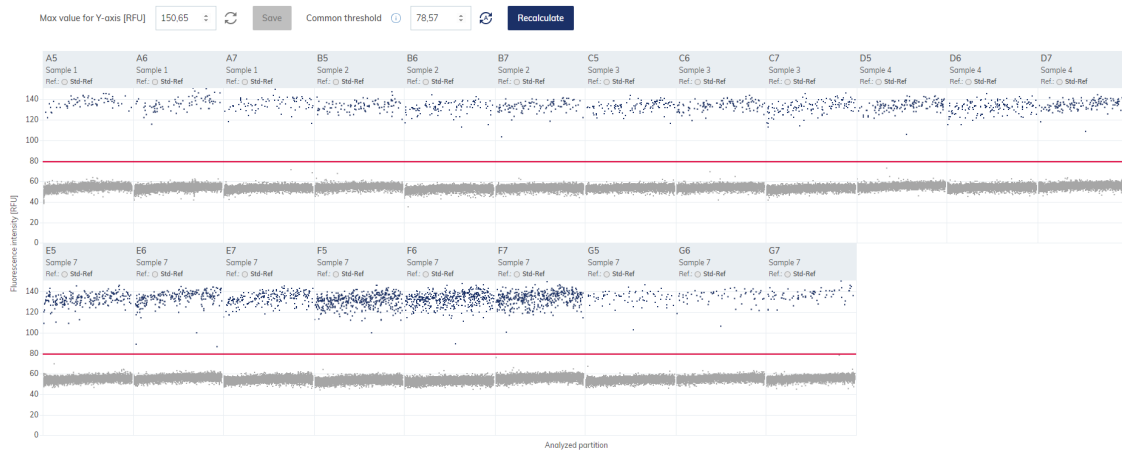 Max value for Y-axis [RFU] 150,65 Save Common threshold 78,57 Recalculate
A5 A6 A7 B5 B6 B7 C5 C6 C7 D5 D6 D7
Sample 1 Sample 1 Sample 1 Sample 2 Sample 2 Sample 2 Sample 3 Sample 3 Sample 3 Sample 4 Sample 4 Sample 4
Ref.: Std-Ref Ref.: Std-Ref Ref.: Std-Ref Ref.: Std-Ref Ref.: Std-Ref Ref.: Std-Ref Ref.: Std-Ref Ref.: Std-Ref Ref.: Std-Ref Ref.: Std-Ref Ref.: Std-Ref Ref.: Std-Ref
140
120
100
80
60
40
20
0
Fluorescence intensity [RFU]
E5 E6 E7 F5 F6 F7 G5 G6 G7
Sample 7 Sample 7 Sample 7 Sample 7 Sample 7 Sample 7 Sample 7 Sample 7 Sample 7
Ref.: Std-Ref Ref.: Std-Ref Ref.: Std-Ref Ref.: Std-Ref Ref.: Std-Ref Ref.: Std-Ref Ref.: Std-Ref Ref.: Std-Ref Ref.: Std-Ref
140
120
100
80
60
40
20
0
Analyzed partition